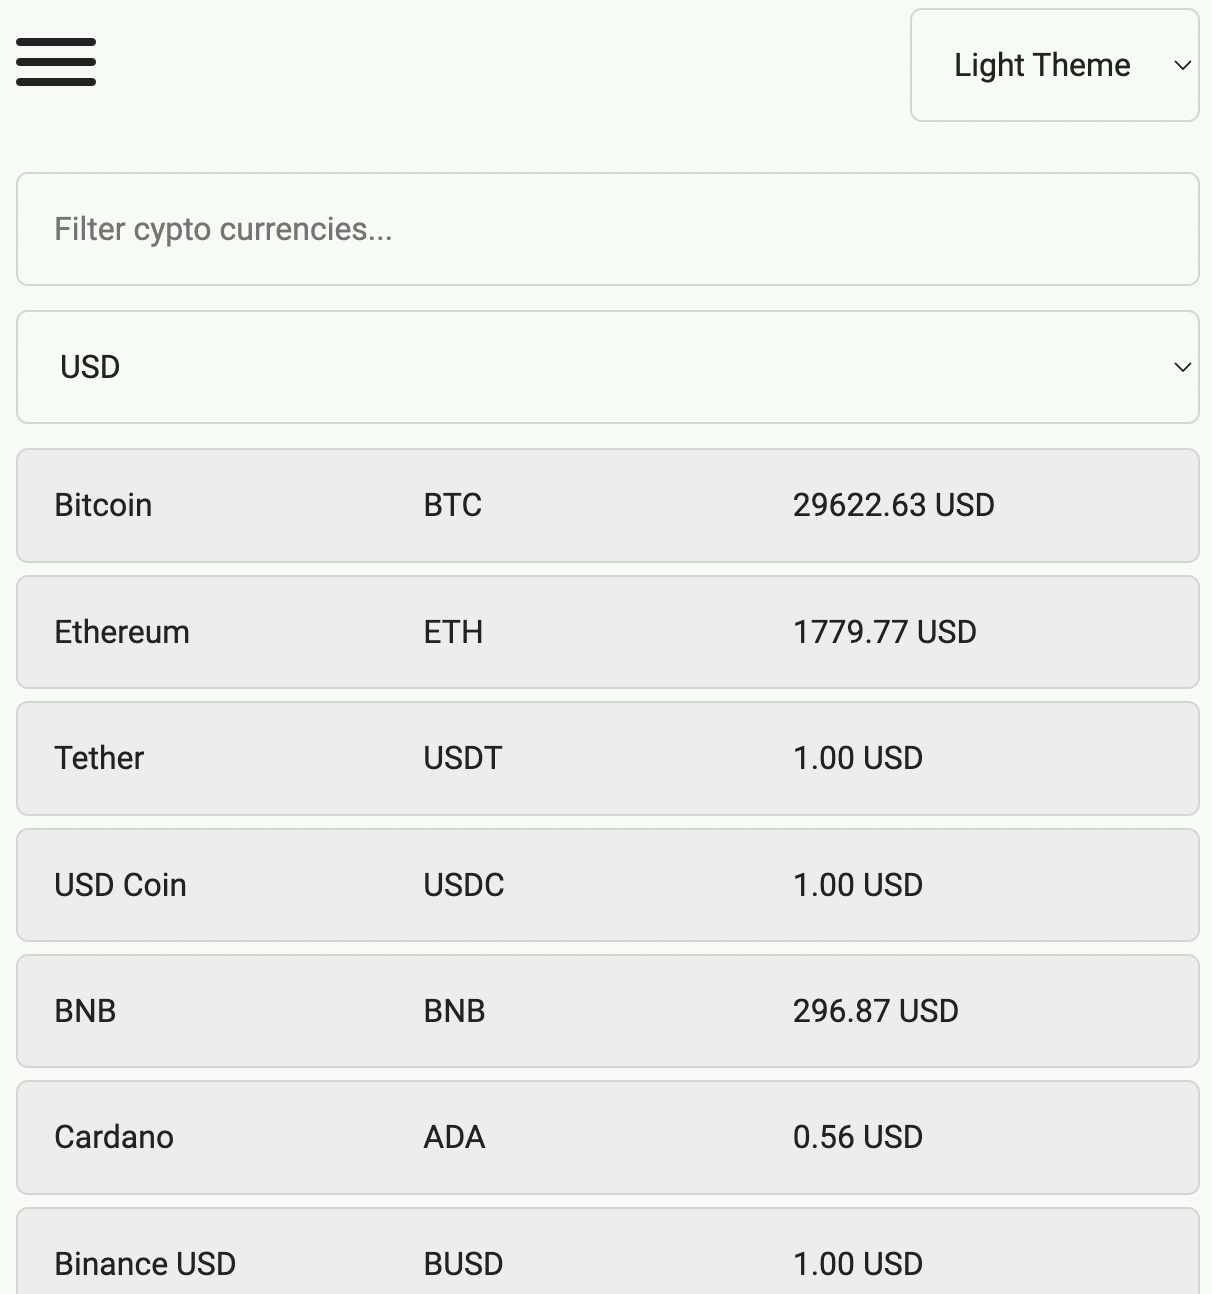 Light Theme
Filter cypto currencies...
USD
Bitcoin BTC 29622.63 USD
Ethereum ETH 1779.77 USD
Tether USDT 1.00 USD
USD Coin USDC 1.00 USD
BNB BNB 296.87 USD
Cardano ADA 0.56 USD
Binance USD BUSD 1.00 USD